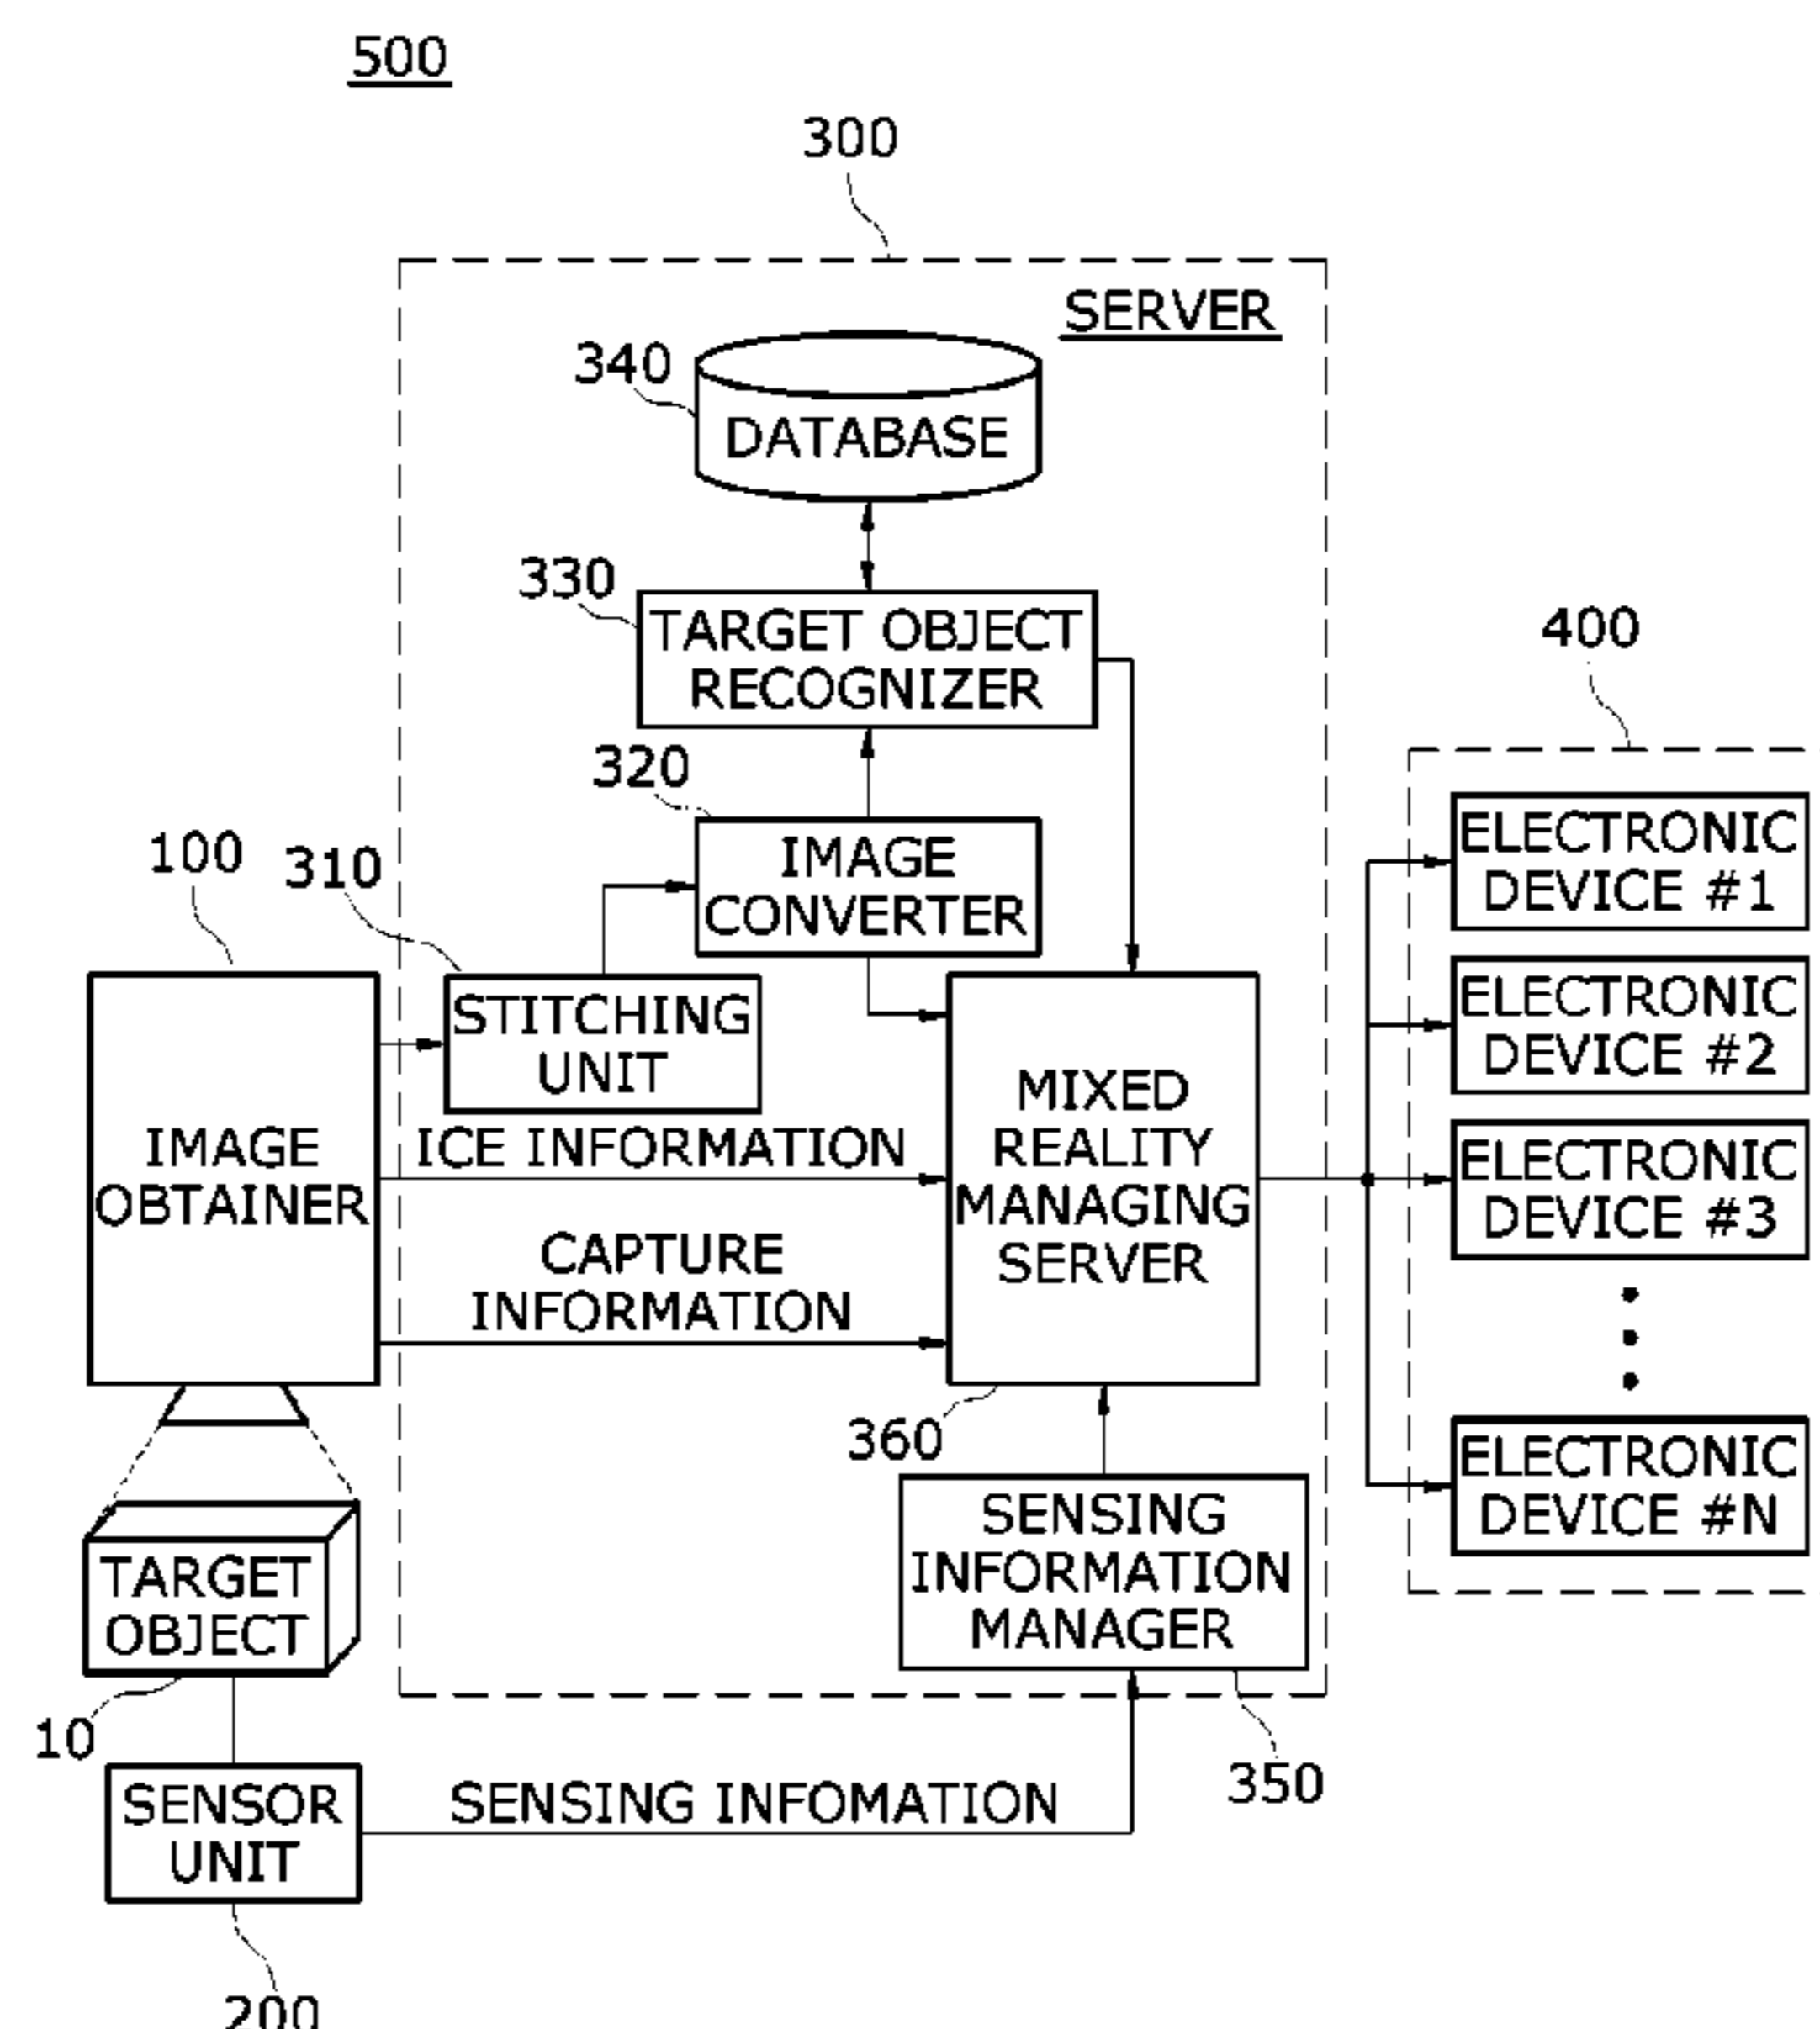 500
300
SERVER
340
DATABASE
330
TARGET OBJECT
RECOGNIZER
400
320
IMAGE
CONVERTER
ELECTRONIC
DEVICE #1
100
310
STITCHING
UNIT
ELECTRONIC
DEVICE #2
IMAGE
OBTAINER
ICE INFORMATION
CAPTURE
INFORMATION
MIXED
REALITY
MANAGING
SERVER
ELECTRONIC
DEVICE #3
360
ELECTRONIC
DEVICE #N
TARGET
OBJECT
SENSING
INFORMATION
MANAGER
10
350
SENSOR
UNIT
SENSING INFOMATION
200